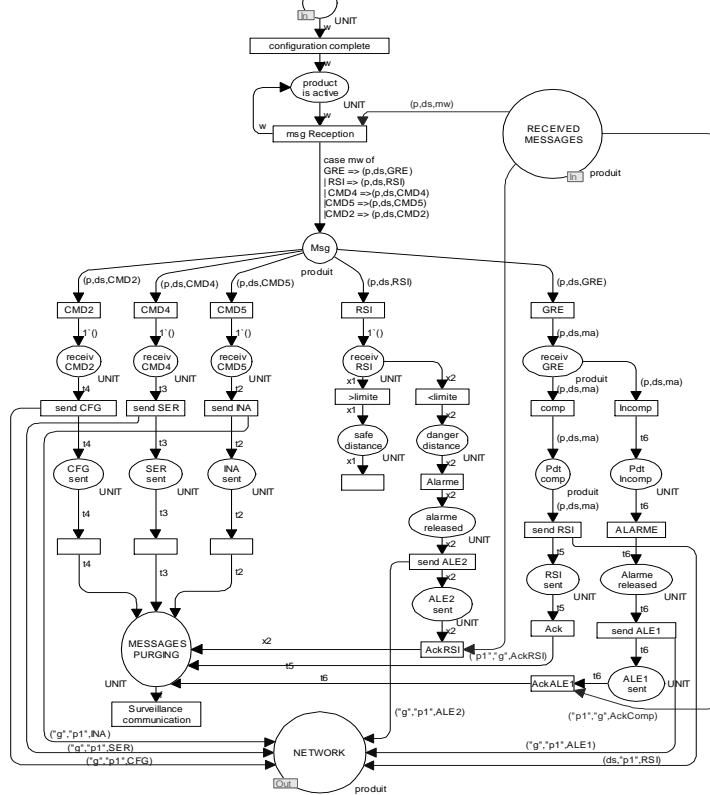 In
UNIT
w
configuration complete
w
product
is active
UNIT
w
w
msg Reception
(p,ds,mw)
RECEIVED
MESSAGES
In
produit
case mw of
GRE => (p,ds,GRE)
| RSI => (p,ds,RSI)
| CMD4 =>(p,ds,CMD4)
|CMD5 =>(p,ds,CMD5)
|CMD2 =>(p,ds,CMD2)
Msg
produit
(p,ds,CMD2)
(p,ds,CMD4)
(p,ds,CMD5)
(p,ds,RSI)
(p,ds,GRE)
CMD2
CMD4
CMD5
RSI
GRE
1`()
1`()
1`()
1`()
(p,ds,ma)
receiv
CMD2
UNIT
receiv
CMD4
UNIT
receiv
CMD5
UNIT
receiv
RSI
UNIT
receiv
GRE
produit
t4
t3
t2
x1
x2
(p,ds,ma)
(p,ds,ma)
send CFG
send SER
send INA
>limite
<limite
comp
Incomp
t4
t3
t2
x1
x2
(p,ds,ma)
t6
CFG
sent
UNIT
SER
sent
UNIT
INA
sent
UNIT
safe
distance
UNIT
danger
distance
UNIT
Pdt
comp
produit
Pdt
Incomp
UNIT
x1
x2
Alarme
t4
t3
t2
x2
(p,ds,ma)
t6
alarme
released
UNIT
send RSI
ALARME
x2
t5
t6
send ALE2
t4
t3
t2
x2
RSI
sent
UNIT
Alarme
released
UNIT
ALE2
sent
UNIT
t5
t6
x2
Ack
send ALE1
MESSAGES
PURGING
UNIT
x2
AckRSI
("p1","g",AckRSI)
t6
t5
t6
AckALE1
t6
ALE1
sent
UNIT
Surveillance
communication
("p1","g",AckComp)
("g","p1",ALE2)
("g","p1",INA)
("g","p1",SER)
("g","p1",CFG)
NETWORK
Out
produit
("g","p1",ALE1)
(ds,"p1",RSI)